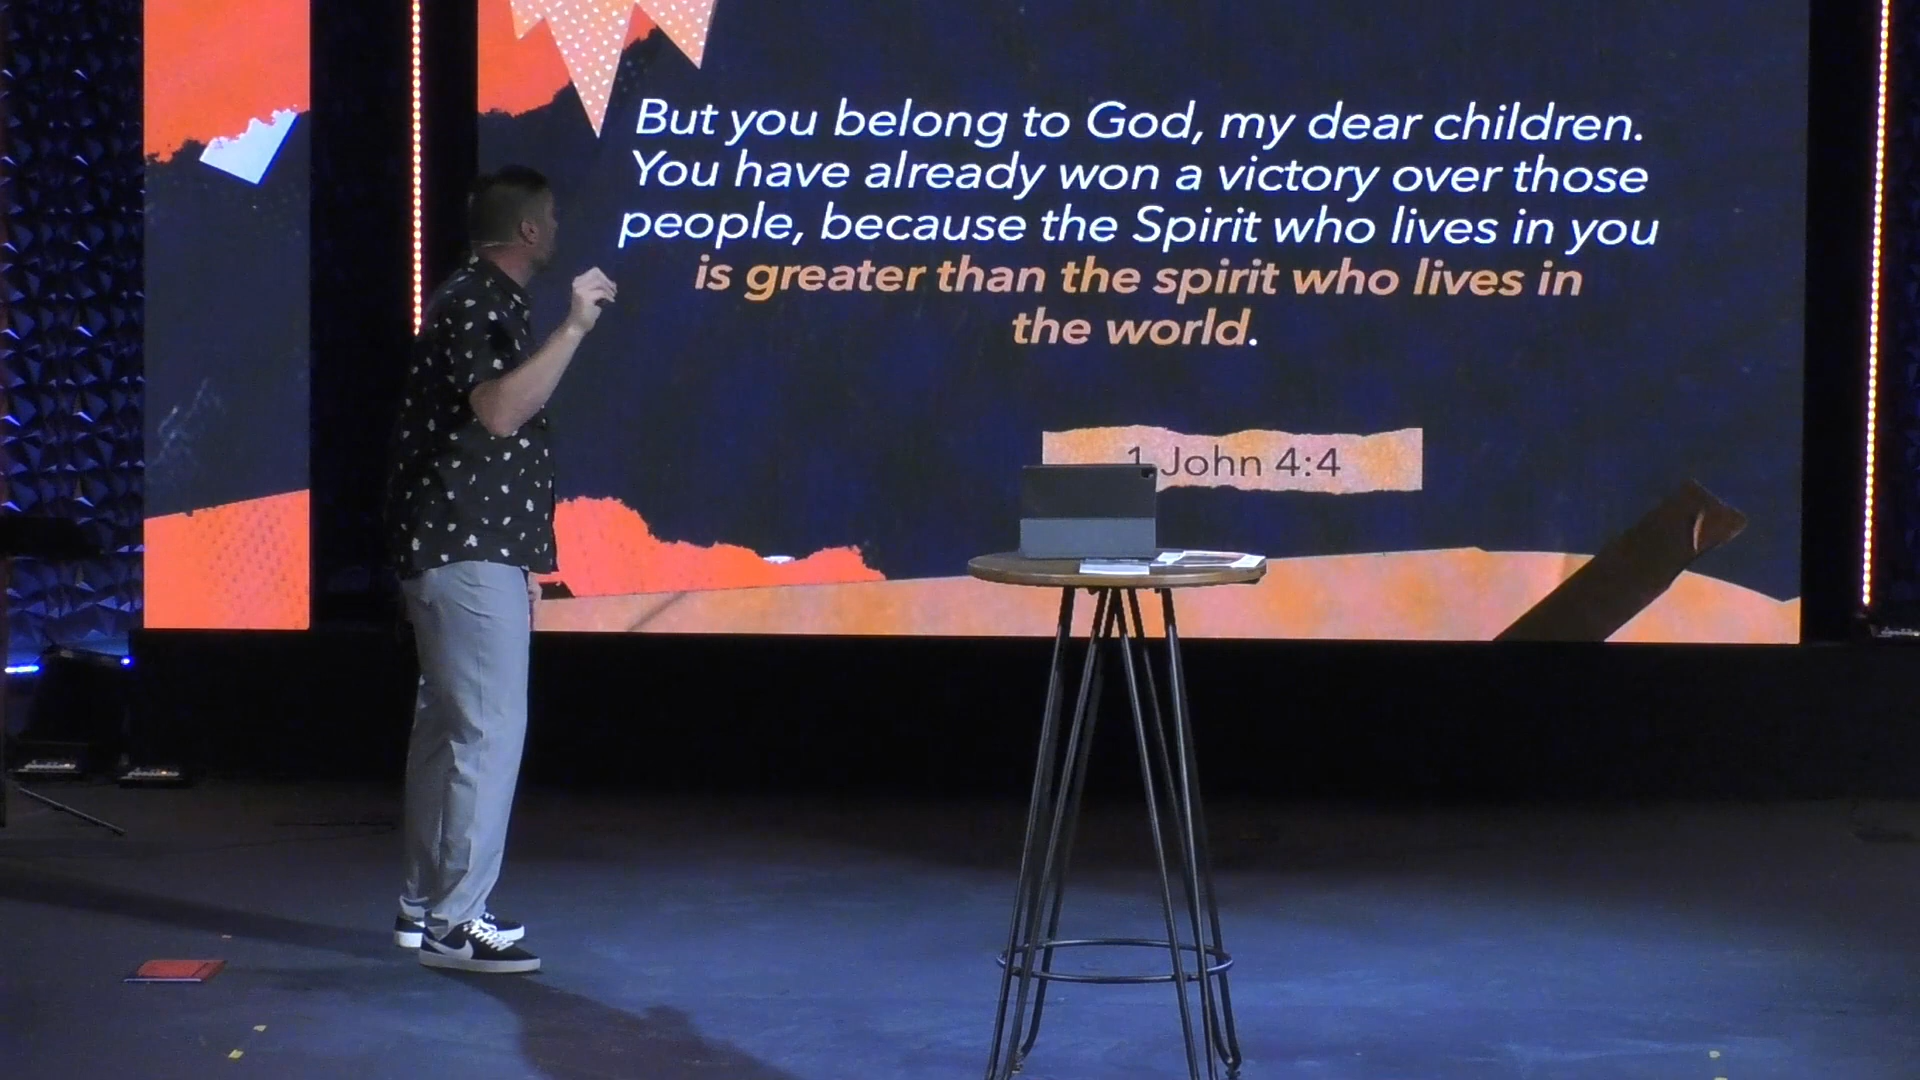 But you belong to God, my dear children.
You have already won a victory over those
people, because the Spirit who lives in you
is greater than the spirit who lives in
the world.
1 John 4:4